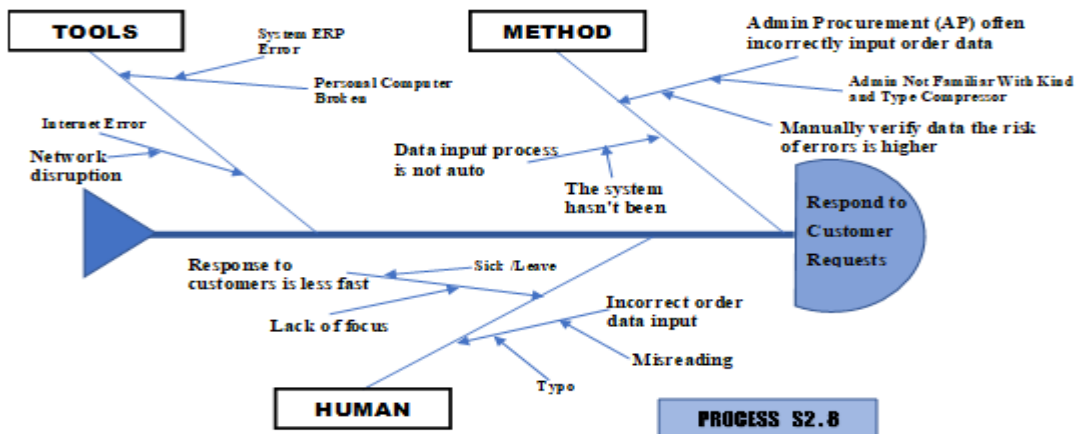 TOOLS
System ERP
Error
Personal Computer
Broken
Internet Error
Network
disruption
METHOD
Admin Procurement (AP) often
incorrectly input order data
Admin Not Familiar With Kind
and Type Compressor
Manually verify data the risk
of errors is higher
Data input process
is not auto
The system
hasn't been
Respond to
Customer
Requests
Response to
customers is less fast
Sick /Leave
Lack of focus
Incorrect order
data input
Misreading
Typo
HUMAN
PROCESS S2.8